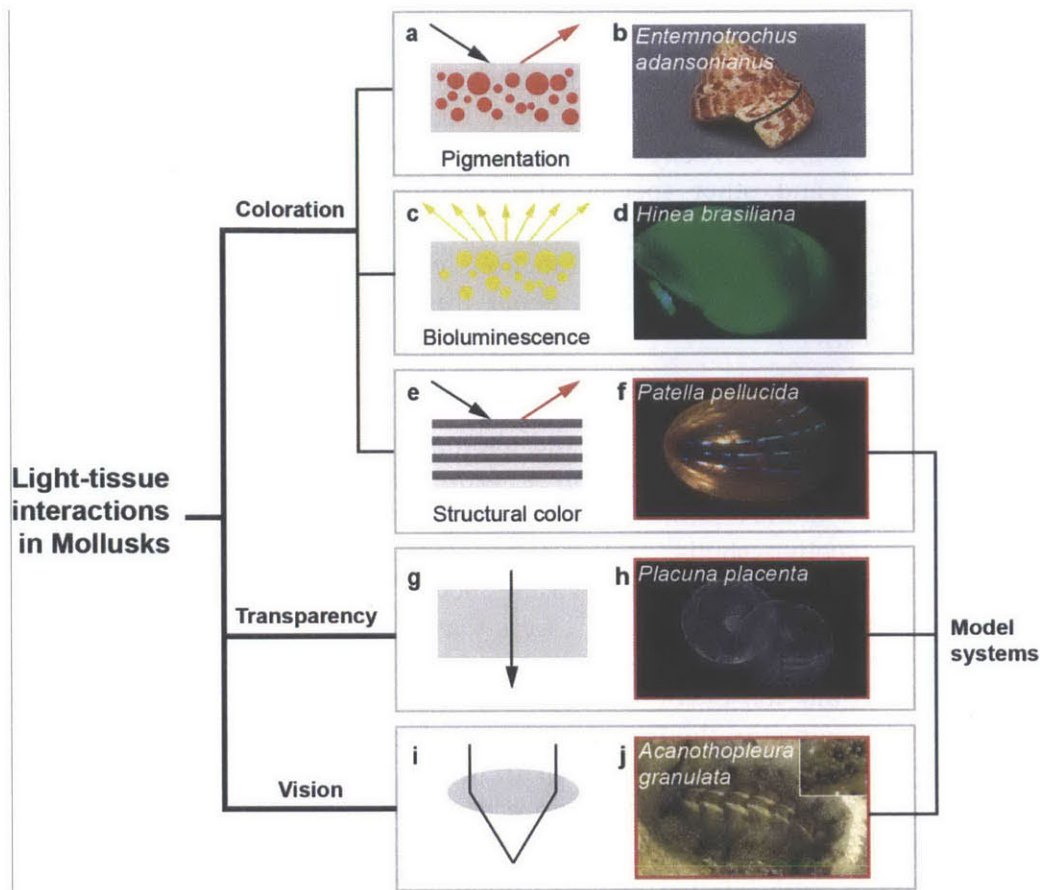 Light-tissue
interactions
in Mollusks
Coloration
a
Pigmentation
b
Entemnotrochus
adansonianus
c
Bioluminescence
d
Hinea brasiliana
e
Structural color
f
Patella pellucida
Transparency
g
h
Placuna placenta
Vision
i
j
Acanothopleura
granulata
Model
systems